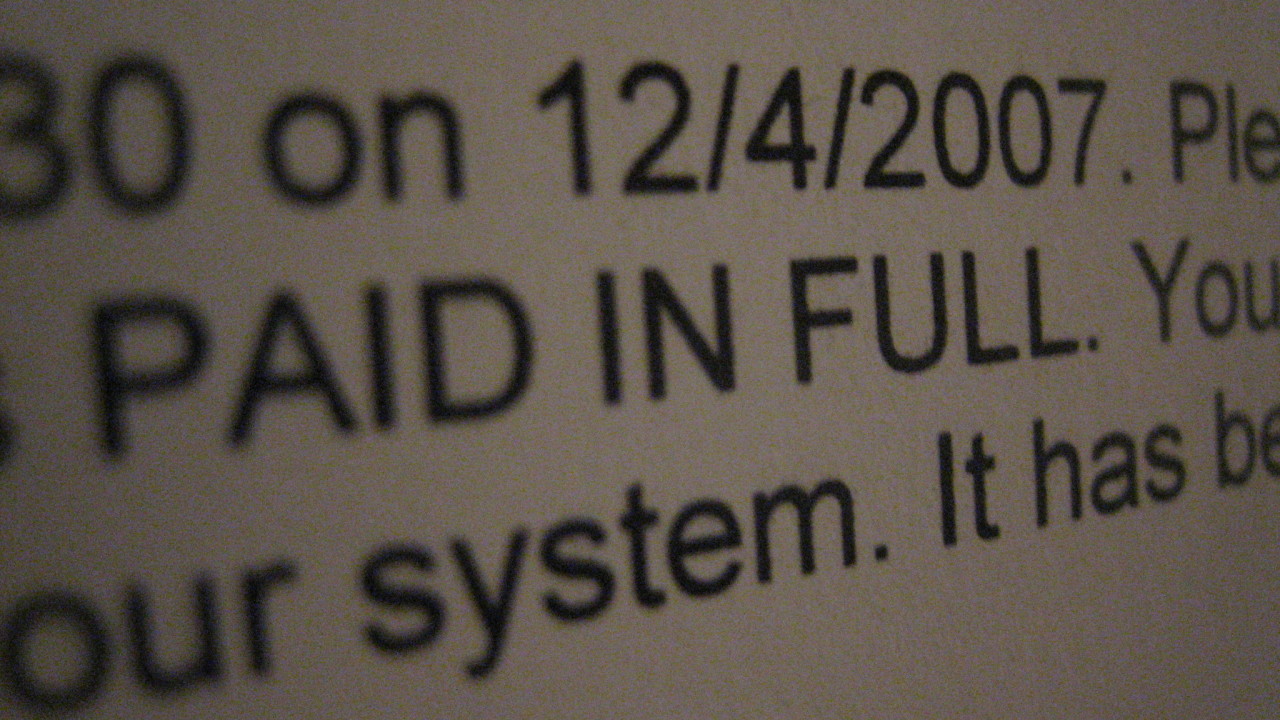 30 on 12/4/2007. Ple
PAID IN FULL. You
our system. It has be